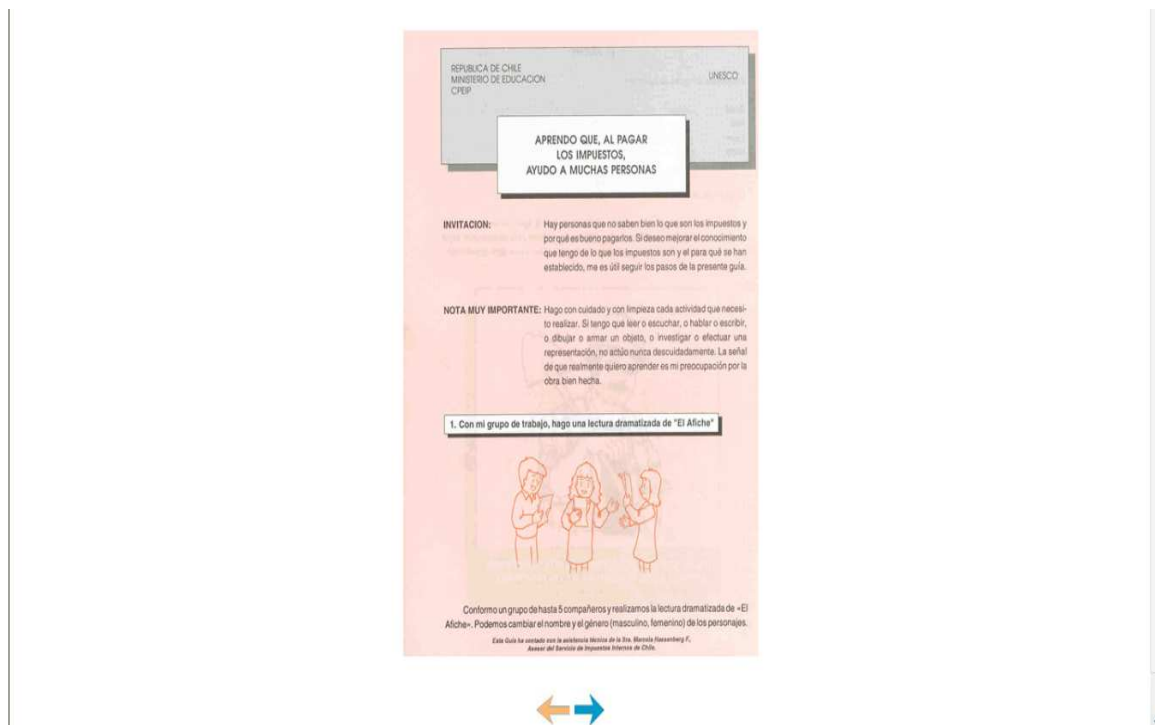 REPUBLICA DE CHILE
MINISTERIO DE EDUCACION
CPEIP
UNESCO
APRENDO QUE, AL PAGAR
LOS IMPUESTOS,
AYUDO A MUCHAS PERSONAS
INVITACION: Hay personas que no saben bien lo que son los impuestos y
por qué es bueno pagarlos. Si deseo mejorar el conocimiento
que tengo de lo que los impuestos son y el para qué se han
establecido, me es útil seguir los pasos de la presente guía.
NOTA MUY IMPORTANTE: Hago con cuidado y con limpieza cada actividad que necesi-
to realizar. Si tengo que leer o escuchar, o hablar o escribir,
o dibujar o armar un objeto, o investigar o efectuar una
representación, no actúo nunca descuidadamente. La señal
de que realmente quiero aprender es mi preocupación por la
obra bien hecha.
1. Con mi grupo de trabajo, hago una lectura dramatizada de "El Afiche"
Conformo un grupo de hasta 5 compañeros y realizamos la lectura dramatizada de «El
Afiche». Podemos cambiar el nombre y el género (masculino, femenino) de los personajes.
Esta Guía ha contado con la asistencia técnica de la Sra. Marcela F.,
Asesor del Servicio de Impuestos Internos de Chile.